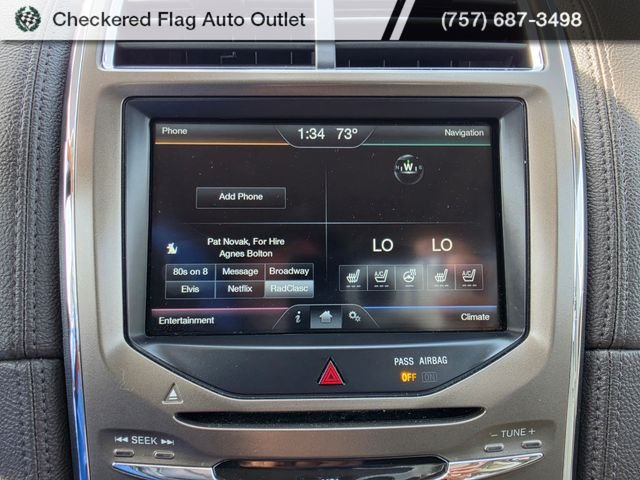 Checkered Flag Auto Outlet
(757) 687-3498
Phone
1:34 73°
Navigation
W
Add Phone
Pat Novak, For Hire
Agnes Bolton
LO LO
80s on 8 Message Broadway
Elvis Netflix RadClasc
A/C A/C
Entertainment
i
Climate
PASS AIRBAG
OFF ON
SEEK
− TUNE +